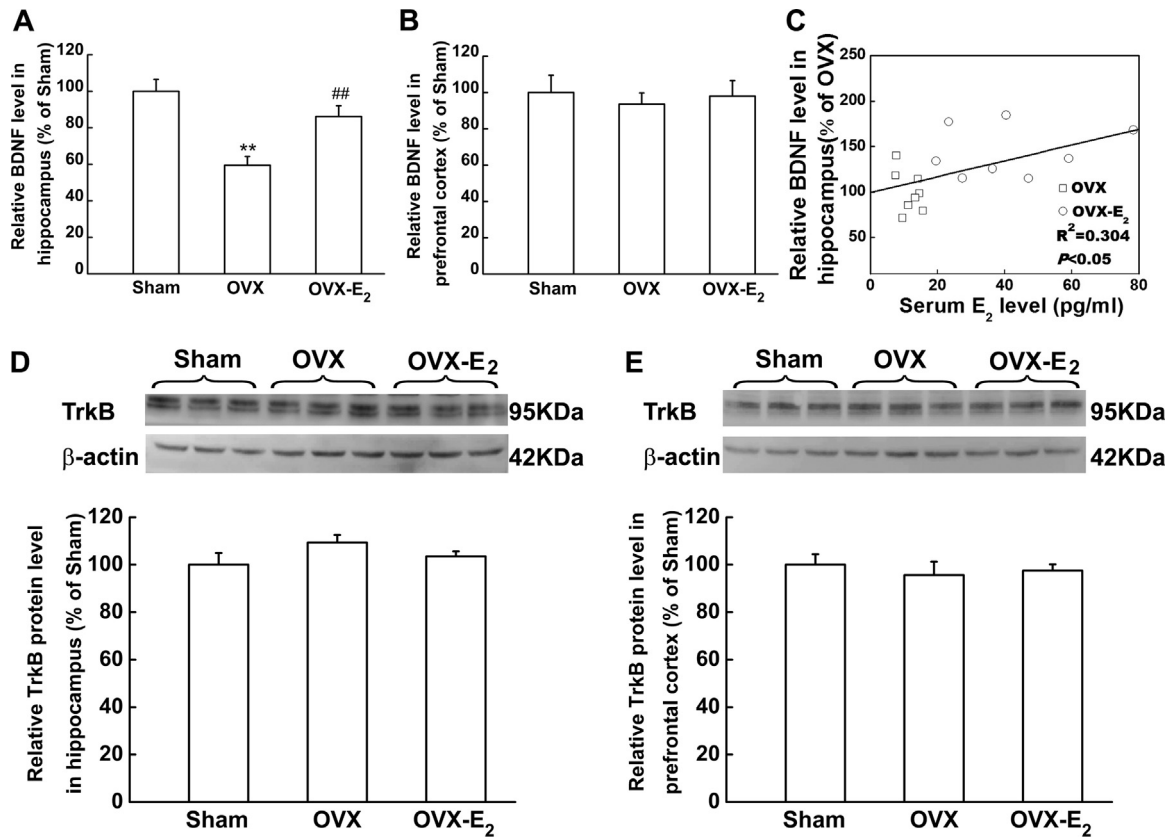 A
Relative BDNF level in
hippocampus (% of Sham)
120
100
80
60
40
20
0
**
##
Sham
OVX
OVX-E₂
B
Relative BDNF level in
prefrontal cortex (% of Sham)
120
100
80
60
40
20
0
Sham
OVX
OVX-E₂
C
Relative BDNF level in
hippocampus(% of OVX)
250
200
150
100
50
0
20
40
60
80
OVX
OVX-E₂
R²=0.304
P<0.05
Serum E₂ level (pg/ml)
D
Sham
OVX
OVX-E₂
TrkB
95KDa
β-actin
42KDa
Relative TrkB protein level
in hippocampus (% of Sham)
120
100
80
60
40
20
0
Sham
OVX
OVX-E₂
E
Sham
OVX
OVX-E₂
TrkB
95KDa
β-actin
42KDa
Relative TrkB protein level in
prefrontal cortex (% of Sham)
120
100
80
60
40
20
0
Sham
OVX
OVX-E₂